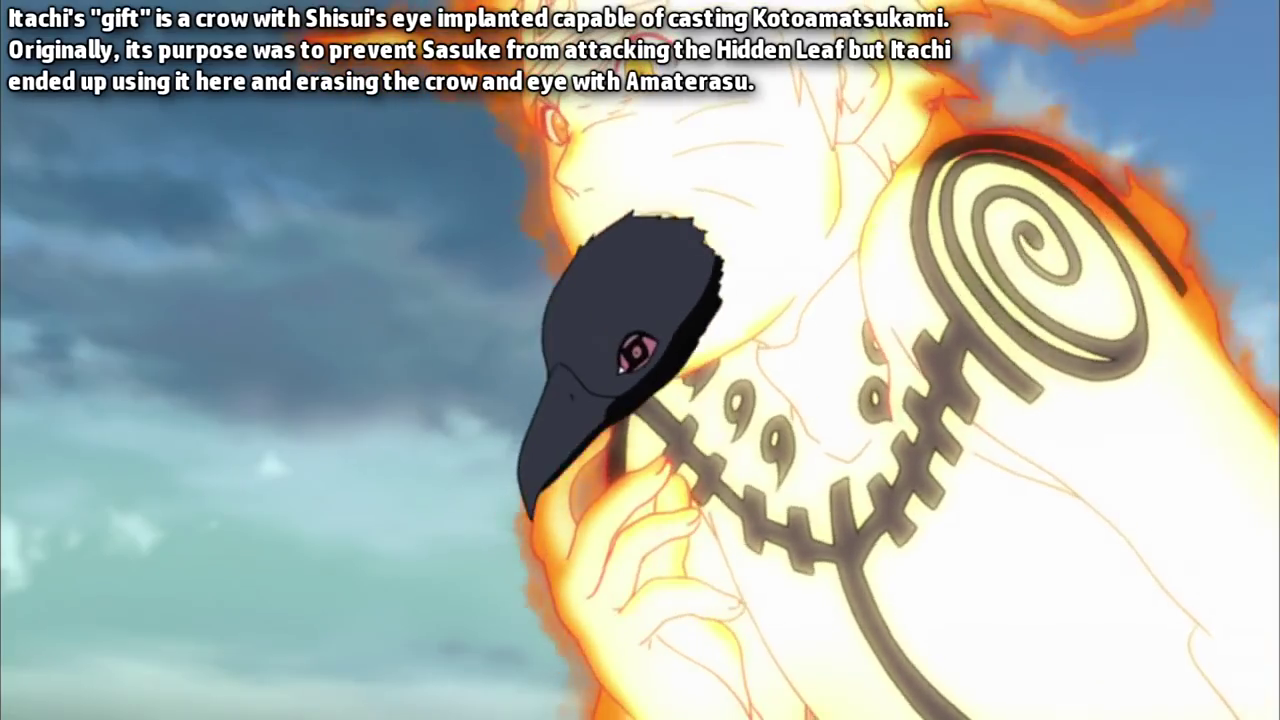 Itachi's "gift" is a crow with Shisui's eye implanted capable of casting Kotoamatsukami.
Originally, its purpose was to prevent Sasuke from attacking the Hidden Leaf but Itachi
ended up using it here and erasing the crow and eye with Amaterasu.